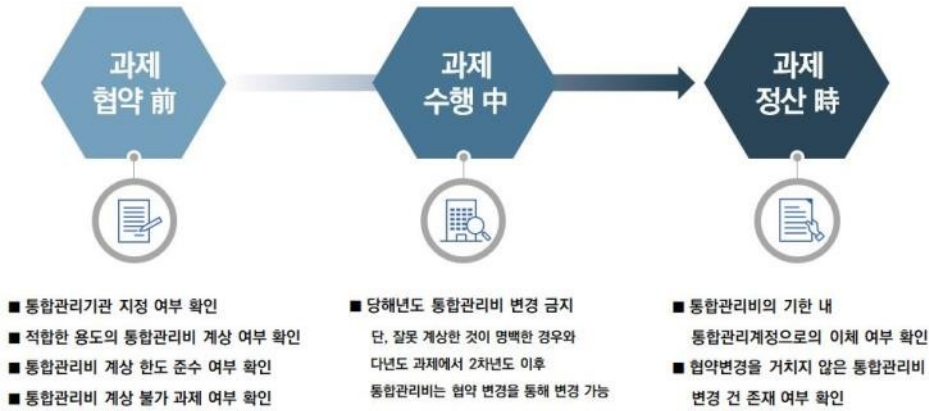 과제
협약 前
과제
수행 中
과제
정산 時
■ 통합관리기관 지정 여부 확인
■ 적합한 용도의 통합관리비 계상 여부 확인
■ 통합관리비 계상 한도 준수 여부 확인
■ 통합관리비 계상 불가 과제 여부 확인
■ 당해년도 통합관리비 변경 금지
단, 잘못 계상한 것이 명백한 경우와
다년도 과제에서 2차년도 이후
통합관리비는 협약 변경을 통해 변경 가능
■ 통합관리비의 기한 내
통합관리계정으로의 이체 여부 확인
■ 협약변경을 거치지 않은 통합관리비
변경 건 존재 여부 확인